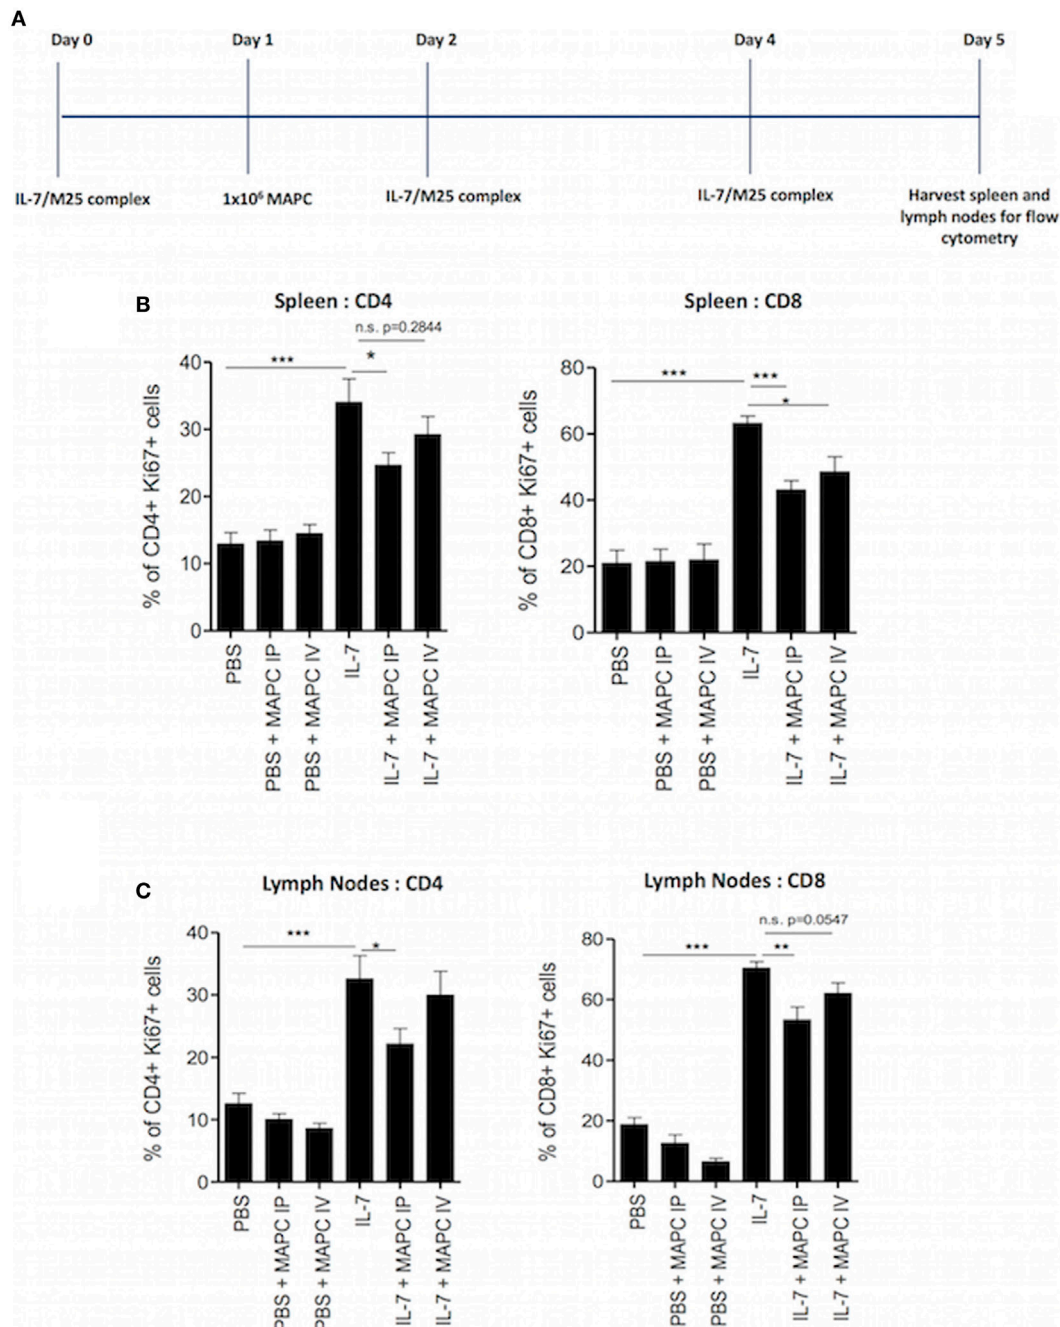 A
Day 0 Day 1 Day 2 Day 4 Day 5
IL-7/M25 complex 1x10⁶ MAPC IL-7/M25 complex IL-7/M25 complex Harvest spleen and
lymph nodes for flow
cytometry
B
Spleen : CD4
n.s. p=0.2844
*** *
% of CD4+ Ki67+ cells
40
30
20
10
0
PBS
PBS + MAPC IP
PBS + MAPC IV
IL-7
IL-7 + MAPC IP
IL-7 + MAPC IV
Spleen : CD8
*** ***
*
% of CD8+ Ki67+ cells
80
60
40
20
0
PBS
PBS + MAPC IP
PBS + MAPC IV
IL-7
IL-7 + MAPC IP
IL-7 + MAPC IV
C
Lymph Nodes : CD4
*** *
% of CD4+ Ki67+ cells
40
30
20
10
0
PBS
PBS + MAPC IP
PBS + MAPC IV
IL-7
IL-7 + MAPC IP
IL-7 + MAPC IV
Lymph Nodes : CD8
n.s. p=0.0547
*** **
% of CD8+ Ki67+ cells
80
60
40
20
0
PBS
PBS + MAPC IP
PBS + MAPC IV
IL-7
IL-7 + MAPC IP
IL-7 + MAPC IV